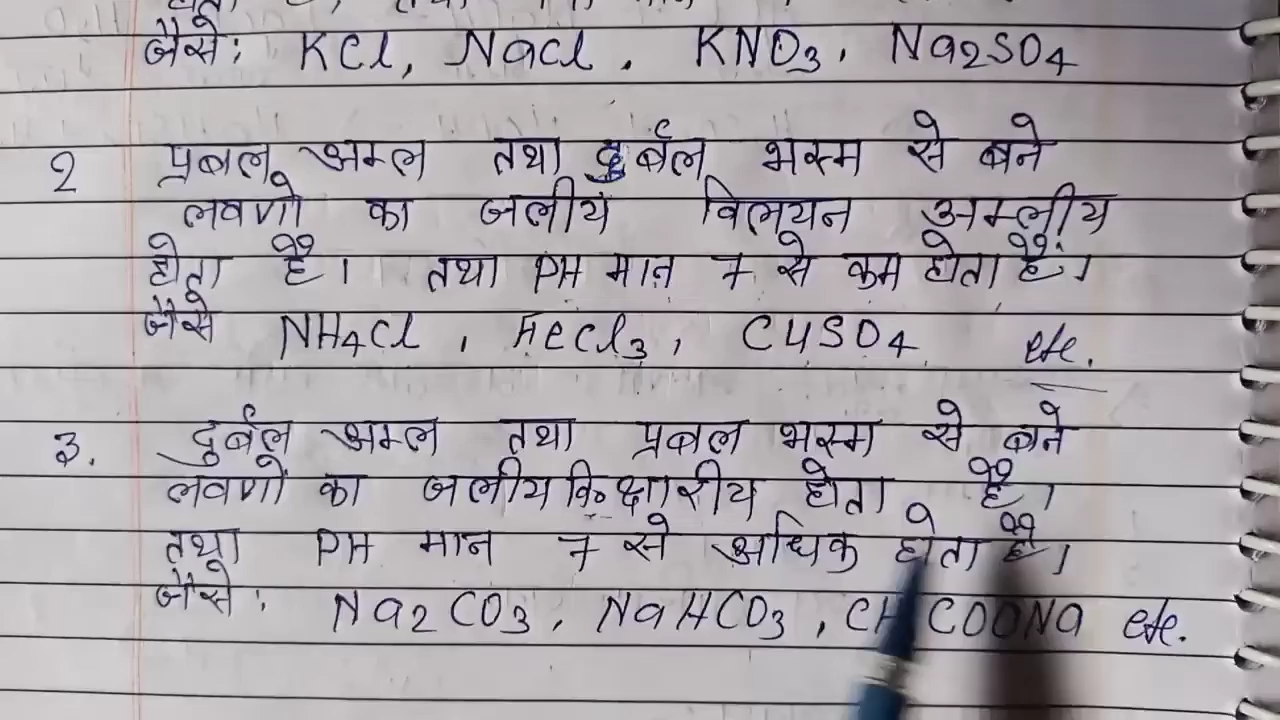 जैसे: KCl, NaCl, KNO3, Na2SO4
2 प्रबल अम्ल तथा दुर्बल भस्म से बने
लवणो का जलीय विलयन अम्लीय
होता है। तथा PH मान 7 से कम होता है।
जैसे NH4Cl, FeCl3, CuSO4 etc.
3. दुर्बल अम्ल तथा प्रबल भस्म से बने
लवणों का जलीय वि. क्षारीय होता है।
तथा PH मान 7 से अधिक होता है।
जैसे: Na2CO3, NaHCO3, CH COONa etc.